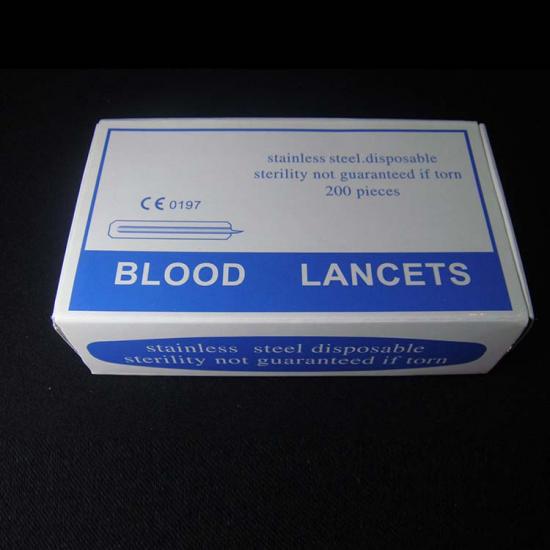 stainless steel.disposable
sterility not guaranteed if torn
200 pieces
CE 0197
BLOOD LANCETS
stainless steel disposable
sterility not guaranteed if torn